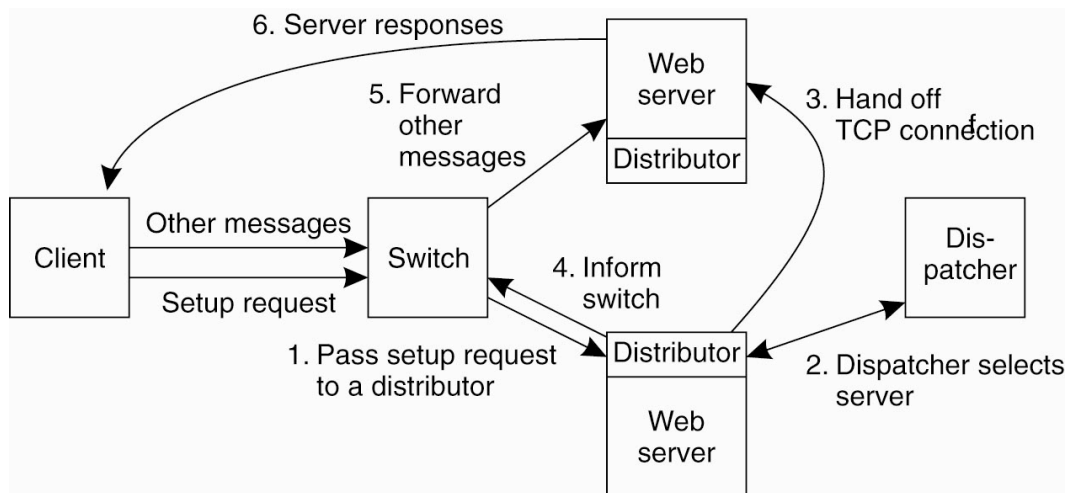 6. Server responses
Web
server
Distributor
5. Forward
other
messages
3. Hand off
TCP connection
f
Client
Other messages
Setup request
Switch
Dis-
patcher
4. Inform
switch
1. Pass setup request
to a distributor
Distributor
Web
server
2. Dispatcher selects
server